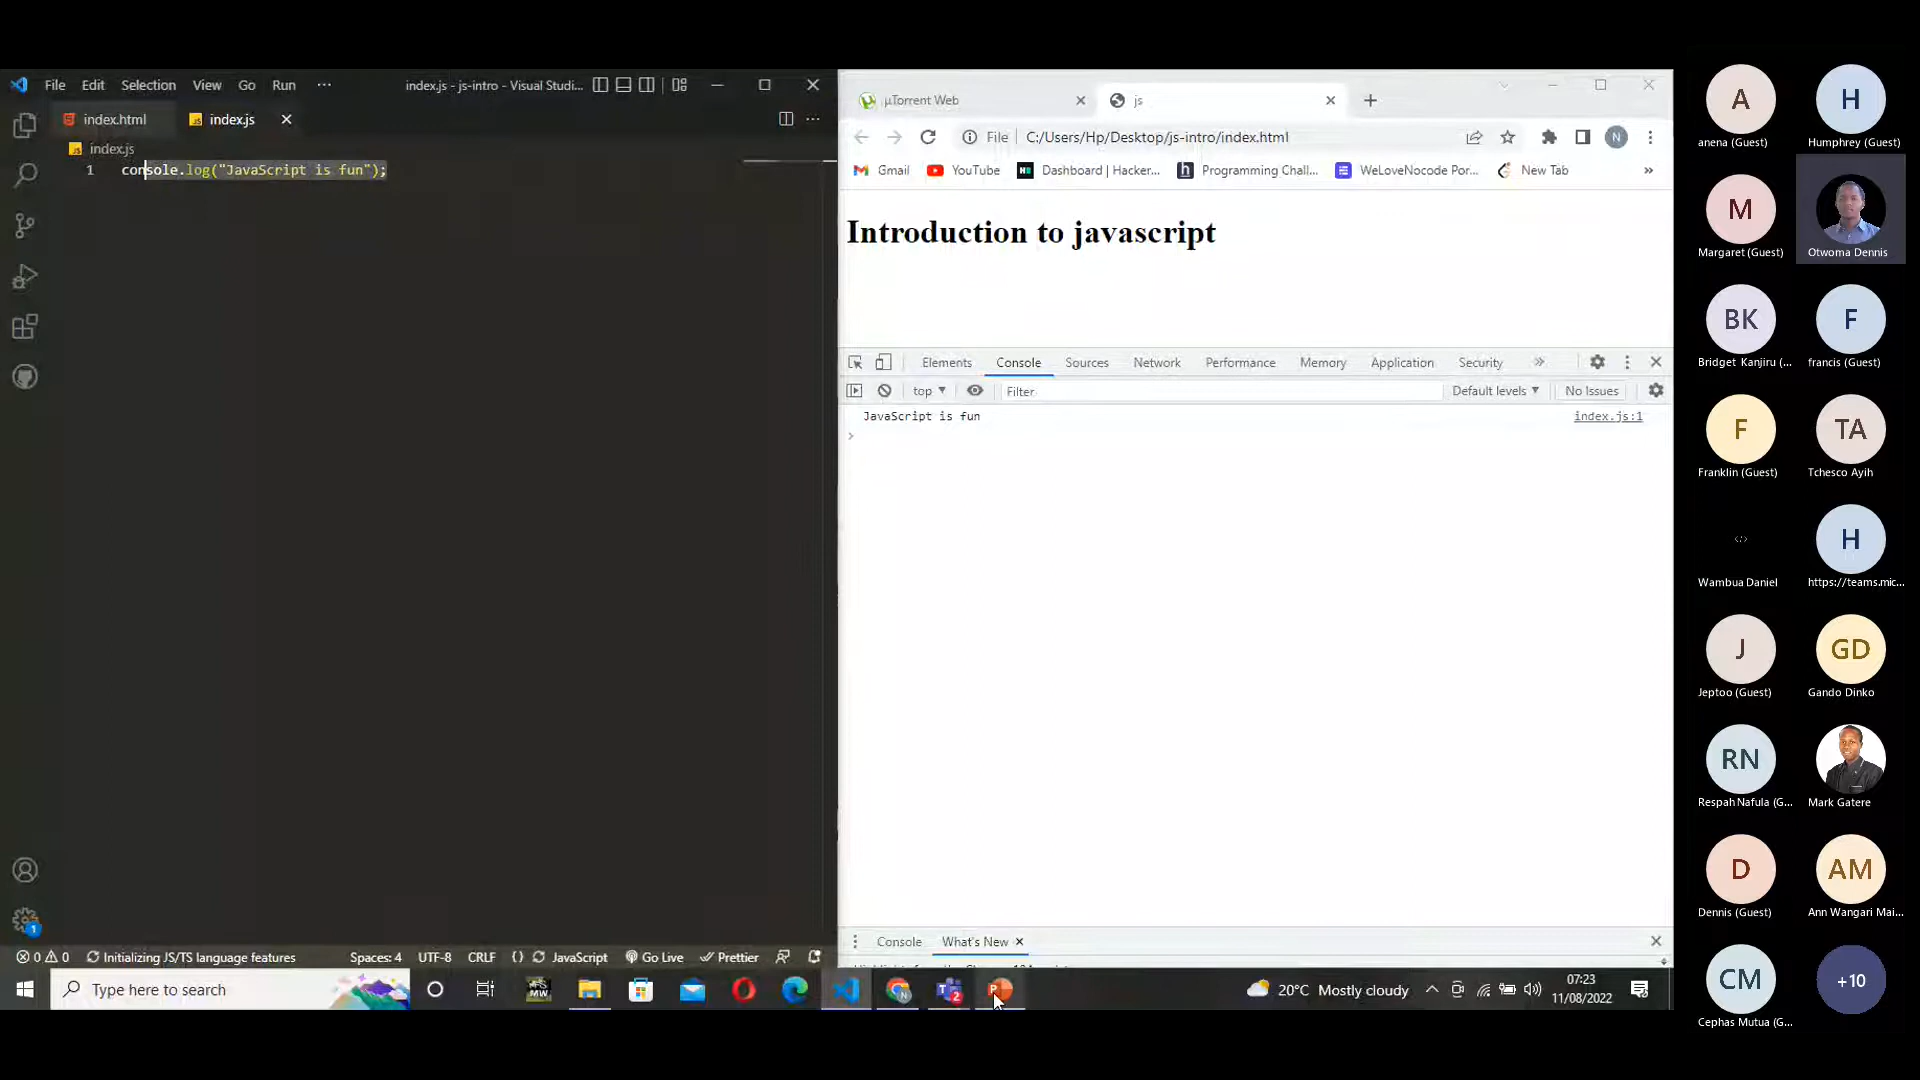 File Edit Selection View Go Run ··· index.js - js-intro - Visual Studi...
index.html index.js
index.js
1 console.log("JavaScript is fun");
Initializing JS/TS language features Spaces: 4 UTF-8 CRLF {} JavaScript Go Live Prettier
0 0
1
µTorrent Web js
File C:/Users/Hp/Desktop/js-intro/index.html N
Gmail YouTube Dashboard | Hacker... Programming Chall... WeLoveNocode Por... New Tab »
Introduction to javascript
Elements Console Sources Network Performance Memory Application Security »
top Filter Default levels No Issues
JavaScript is fun index.js:1
Console What's New
Type here to search
20°C Mostly cloudy
07:23
11/08/2022
A
anena (Guest)
H
Humphrey (Guest)
M
Margaret (Guest)
Otwoma Dennis
BK
Bridget Kanjiru (...
F
francis (Guest)
F
Franklin (Guest)
TA
Tchesco Ayih
</>
Wambua Daniel
H
https://teams.mic...
J
Jeptoo (Guest)
GD
Gando Dinko
RN
Respah Nafula (G...
Mark Gatere
D
Dennis (Guest)
AM
Ann Wangari Mai...
CM
Cephas Mutua (G...
+10